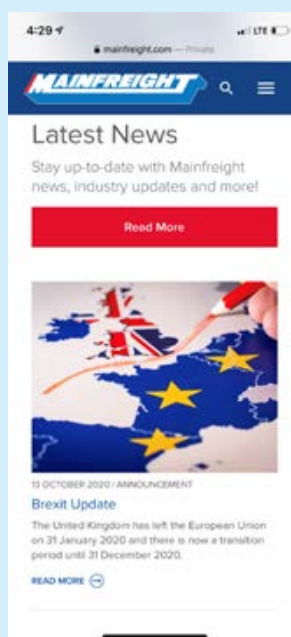 4:29
LTE
mainfreight.com — Private
MAINFREIGHT
Latest News
Stay up-to-date with Mainfreight
news, industry updates and more!
Read More
13 OCTOBER 2020 / ANNOUNCEMENT
Brexit Update
The United Kingdom has left the European Union
on 31 January 2020 and there is now a transition
period until 31 December 2020.
READ MORE